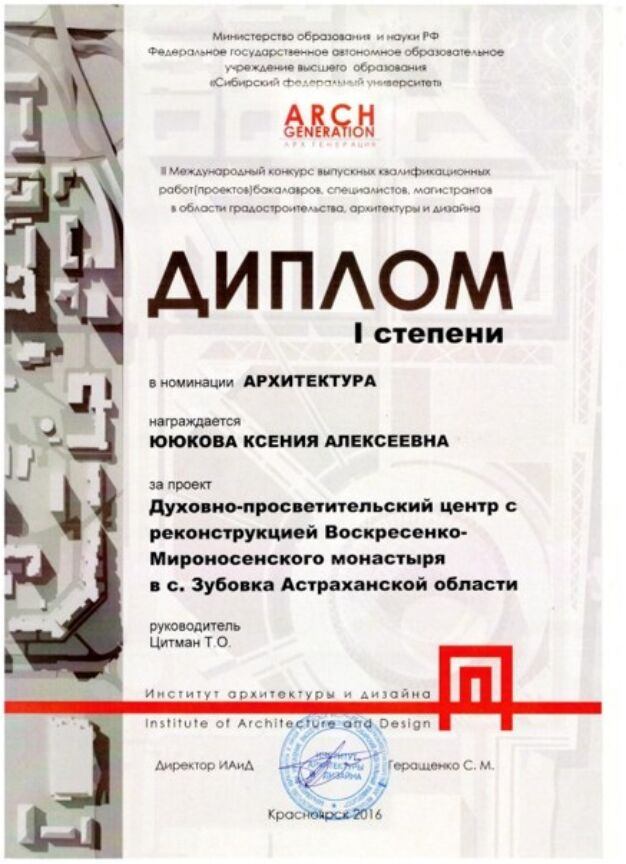 Министерство образования и науки РФ
Федеральное государственное автономное образовательное
учреждение высшего образования
«Сибирский федеральный университет»
ARCH
GENERATION
АРХ ГЕНЕРАЦИЯ
II Международный конкурс выпускных квалификационных
работ(проектов)бакалавров, специалистов, магистрантов
в области градостроительства, архитектуры и дизайна
ДИПЛОМ
I степени
в номинации АРХИТЕКТУРА
награждается
ЮЮКОВА КСЕНИЯ АЛЕКСЕЕВНА
за проект
Духовно-просветительский центр с
реконструкцией Воскресенко-
Мироносенского монастыря
в с. Зубовка Астраханской области
руководитель
Цитман Т.О.
Институт архитектуры и дизайна
Institute of Architecture and Design
ИНСТИТУТ
АРХИТЕКТУРЫ
И ДИЗАЙНА
Директор ИАиД Геращенко С. М.
Красноярск 2016